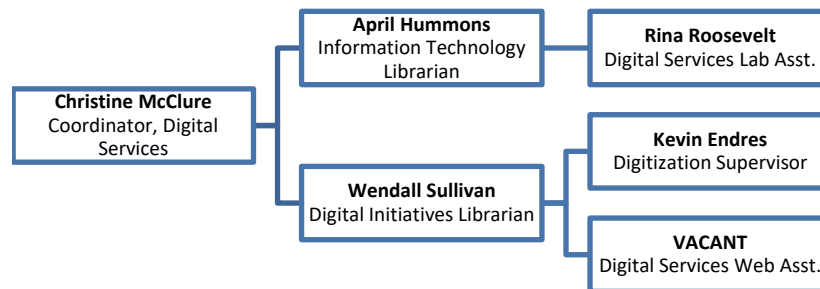 April Hummons
Information Technology
Librarian
Rina Roosevelt
Digital Services Lab Asst.
Christine McClure
Coordinator, Digital
Services
Kevin Endres
Digitization Supervisor
Wendall Sullivan
Digital Initiatives Librarian
VACANT
Digital Services Web Asst.